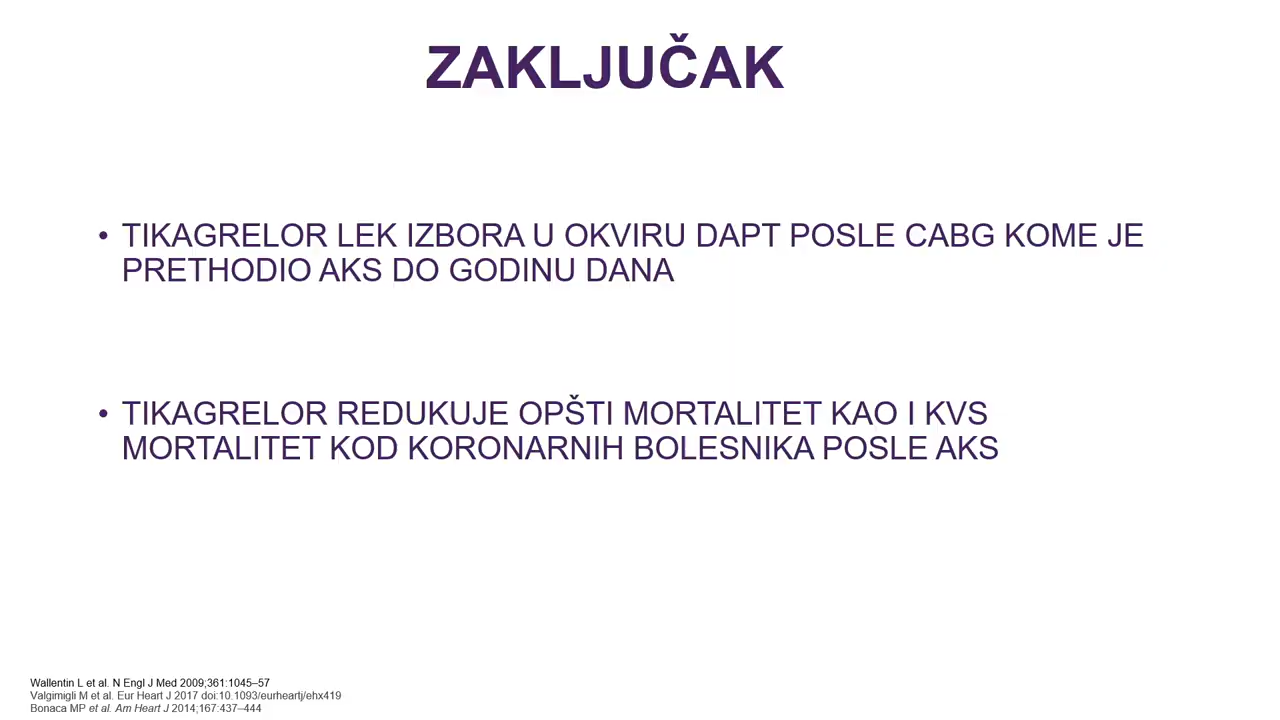 ZAKLJUČAK
• TIKAGRELOR LEK IZBORA U OKVIRU DAPT POSLE CABG KOME JE
PRETHODIO AKS DO GODINU DANA
• TIKAGRELOR REDUKUJE OPŠTI MORTALITET KAO I KVS
MORTALITET KOD KORONARNIH BOLESNIKA POSLE AKS
Wallentin L et al. N Engl J Med 2009;361:1045–57
Valgimigli M et al. Eur Heart J 2017 doi:10.1093/eurheartj/ehx419
Bonaca MP et al. Am Heart J 2014;167:437–444